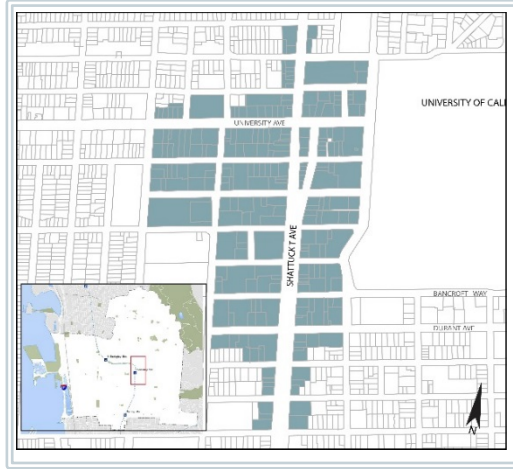 UNIVERSITY OF CALI
UNIVERSITY AVE
SHATTUCK AVE
BANCROFT WAY
DURANT AVE
N